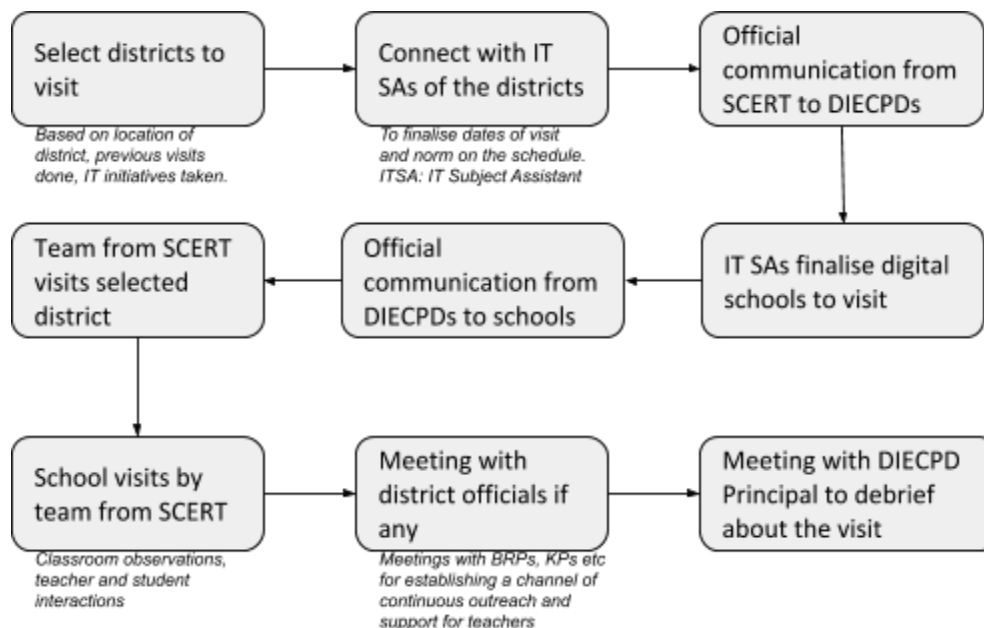 Select districts to
visit
Based on location of
district, previous visits
done, IT initiatives taken.
Connect with IT
SAs of the districts
To finalise dates of visit
and norm on the schedule.
ITSA: IT Subject Assistant
Official
communication from
SCERT to DIECPDs
IT SAs finalise digital
schools to visit
Official
communication from
DIECPDs to schools
Team from SCERT
visits selected
district
School visits by
team from SCERT
Classroom observations,
teacher and student
interactions
Meeting with
district officials if
any
Meetings with BRPs, KPs etc
for establishing a channel of
continuous outreach and
support for teachers
Meeting with DIECPD
Principal to debrief
about the visit